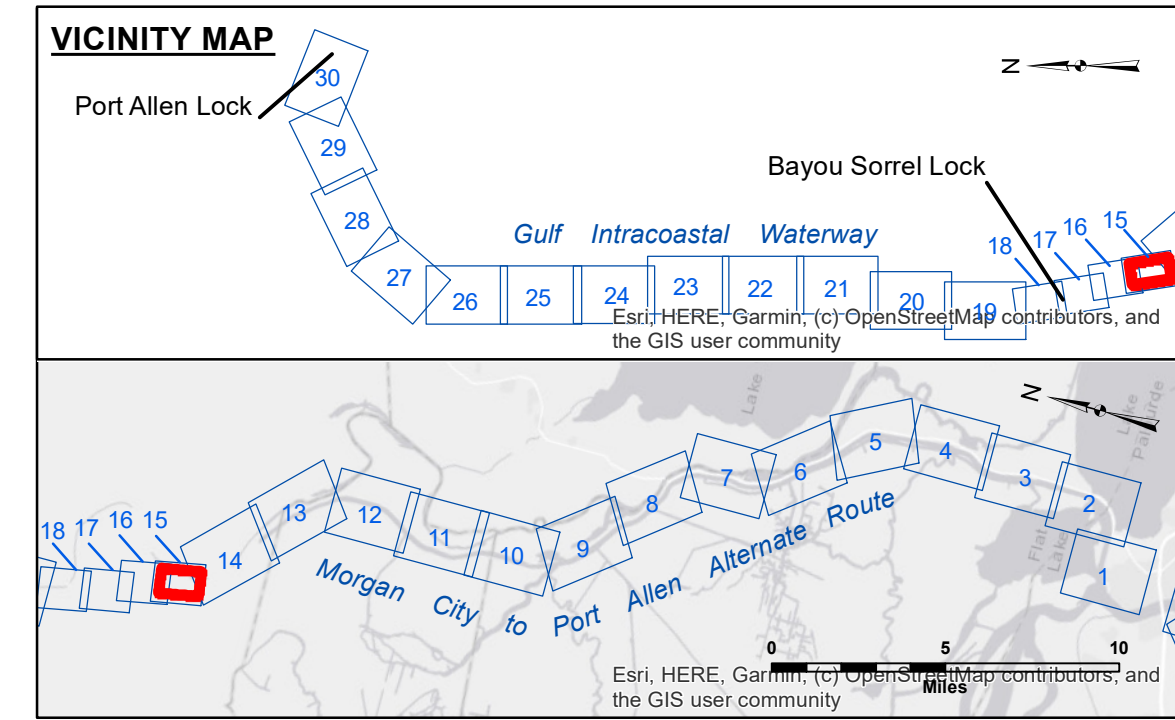 VICINITY MAP
N
30
Port Allen Lock
29
Bayou Sorrel Lock
28
Gulf Intracoastal Waterway
18 17 16 15
27
26 25 24 23 22 21 20 19
Esri, HERE, Garmin, (c) OpenStreetMap contributors, and
the GIS user community
N
Lake
Lake
Palourde
5
4
3
2
7
6
8
13
12
11
10
9
18 17 16 15
14
Flat
Lake
1
Morgan City to Port Allen Alternate Route
0 5 10
Miles
Esri, HERE, Garmin, (c) OpenStreetMap contributors, and
the GIS user community